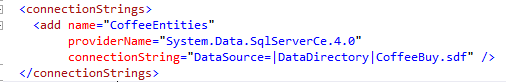 <connectionStrings>
<add name="CoffeeEntities"
providerName="System.Data.SqlServerCe.4.0"
connectionString="DataSource=|DataDirectory|CoffeeBuy.sdf" />
</connectionStrings>